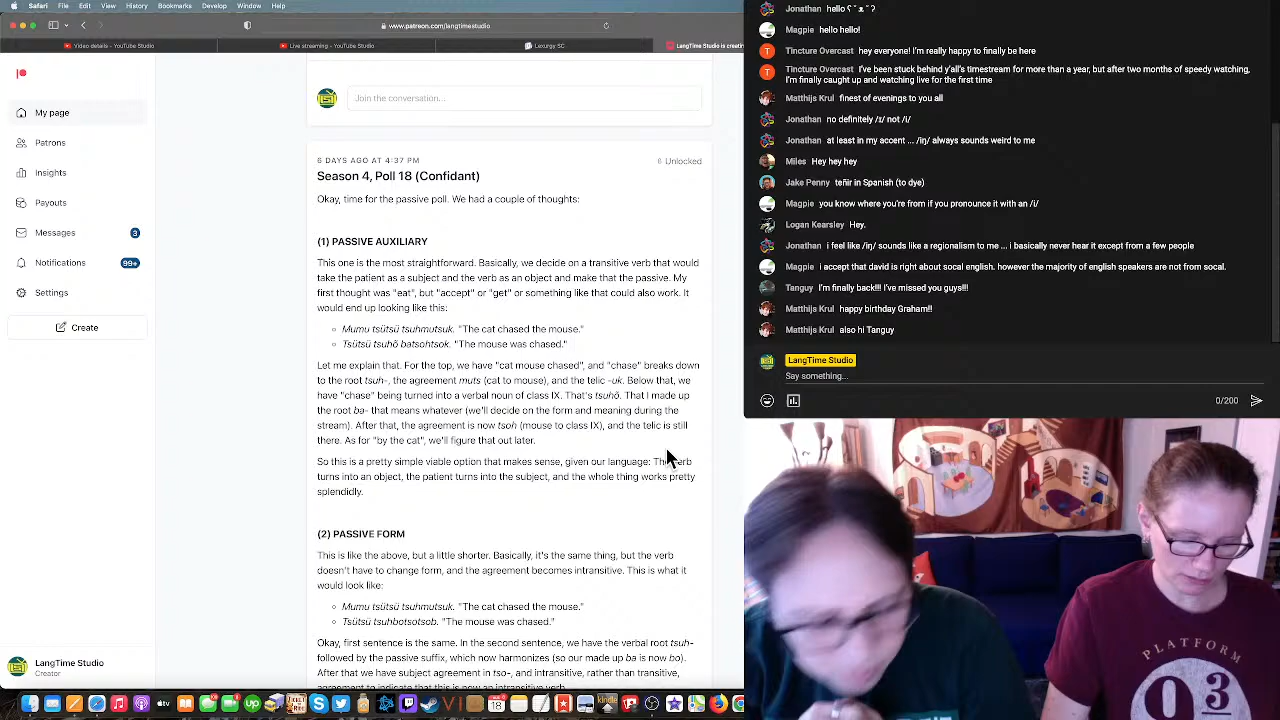 Safari File Edit View History Bookmarks Develop Window Help
www.patreon.com/langtimestudio
Video details - YouTube Studio
Live streaming - YouTube Studio
Lexurgy SC
LangTime Studio is creatin
My page
Patrons
Insights
Payouts
Messages 3
Notifications 99+
Settings
Create
LangTime Studio
Creator
Join the conversation...
6 DAYS AGO AT 4:37 PM
Unlocked
Season 4, Poll 18 (Confidant)
Okay, time for the passive poll. We had a couple of thoughts:
(1) PASSIVE AUXILIARY
This one is the most straightforward. Basically, we decide on a transitive verb that would
take the patient as a subject and the verb as an object and make that the passive. My
first thought was "eat", but "accept" or "get" or something like that could also work. It
would end up looking like this:
Mumu tsütsü tsuhmutsuk. "The cat chased the mouse."
Tsütsü tsuhö batsohtsok. "The mouse was chased."
Let me explain that. For the top, we have "cat mouse chased", and "chase" breaks down
to the root tsuh-, the agreement muts (cat to mouse), and the telic -uk. Below that, we
have "chase" being turned into a verbal noun of class IX. That's tsuhö. That I made up
the root ba- that means whatever (we'll decide on the form and meaning during the
stream). After that, the agreement is now tsoh (mouse to class IX), and the telic is still
there. As for "by the cat", we'll figure that out later.
So this is a pretty simple viable option that makes sense, given our language: Th erb
turns into an object, the patient turns into the subject, and the whole thing works pretty
splendidly.
(2) PASSIVE FORM
This is like the above, but a little shorter. Basically, it's the same thing, but the verb
doesn't have to change form, and the agreement becomes intransitive. This is what it
would look like:
Mumu tsütsü tsuhmutsuk. "The cat chased the mouse."
Tsütsü tsuhbotsotsob. "The mouse was chased."
Okay, first sentence is the same. In the second sentence, we have the verbal root tsuh-
followed by the passive suffix, which now harmonizes (so our made up ba is now bo).
After that we have subject agreement in tso-, and intransitive, rather than transitive,
agreement to indicate that this is now an intransitive verb.
Jonathan hello
Magpie hello hello!
T Tincture Overcast hey everyone! I'm really happy to finally be here
T Tincture Overcast I've been stuck behind y'all's timestream for more than a year, but after two months of speedy watching,
I'm finally caught up and watching live for the first time
Matthijs Krul finest of evenings to you all
Jonathan no definitely /ɪ/ not /i/
Jonathan at least in my accent ... /iŋ/ always sounds weird to me
Miles Hey hey hey
Jake Penny teñir in Spanish (to dye)
Magpie you know where you're from if you pronounce it with an /i/
Logan Kearsley Hey.
Jonathan i feel like /iŋ/ sounds like a regionalism to me ... i basically never hear it except from a few people
Magpie i accept that david is right about socal english. however the majority of english speakers are not from socal.
Tanguy I'm finally back!!! I've missed you guys!!!
Matthijs Krul happy birthday Graham!!
Matthijs Krul also hi Tanguy
LangTime Studio
Say something...
0/200
PLATFORM